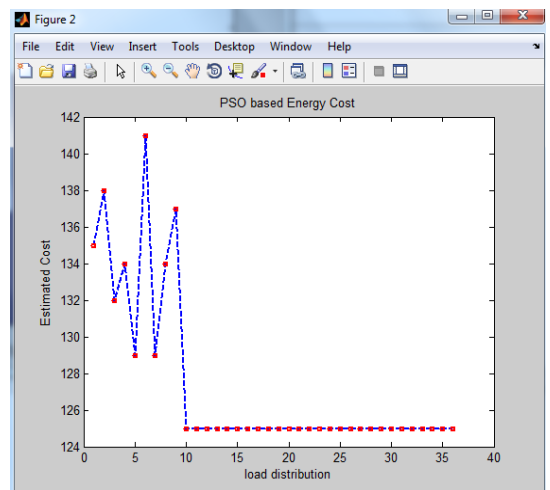 Figure 2
File Edit View Insert Tools Desktop Window Help
PSO based Energy Cost
142
140
138
136
134
132
130
128
126
124
Estimated Cost
0 5 10 15 20 25 30 35 40
load distribution